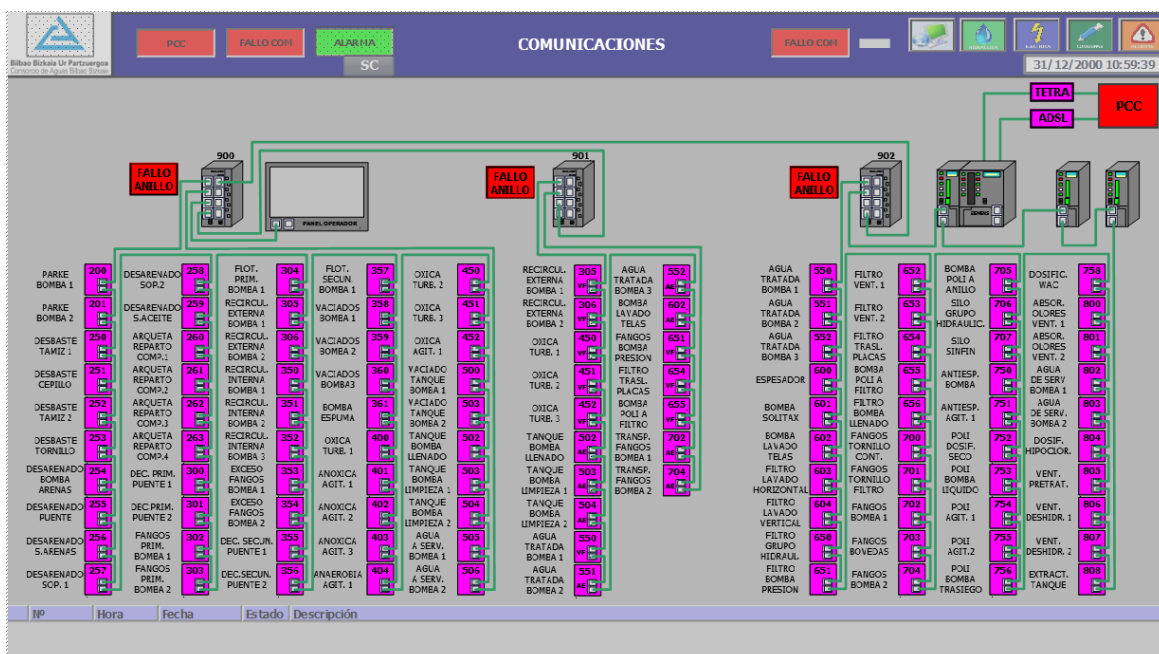 Bilbao Bizkaia Ur Partzuergoa
Consorcio de Aguas Bilbao Bizkaia
PCC
FALLO COM
ALARMA
SC
COMUNICACIONES
FALLO COM
31/12/2000 10:59:39
TETRA
ADSL
PCC
900
901
902
FALLO
ANILLO
FALLO
ANILLO
FALLO
ANILLO
PANEL OPERADOR
SIEMENS
PARKE
BOMBA 1
200
PARKE
BOMBA 2
201
DESBASTE
TAMIZ 1
250
DESBASTE
CEPILLO
251
DESBASTE
TAMIZ 2
252
DESBASTE
TORNILLO
253
DESARENADO
BOMBA
ARENAS
254
DESARENADO
PUENTE
255
DESARENADO
S.ARENAS
256
DESARENADO
SOP. 1
257
DESARENADO
SOP.2
258
DESARENADO
S.ACEITE
259
ARQUETA
REPARTO
COMP.1
260
ARQUETA
REPARTO
COMP.2
261
ARQUETA
REPARTO
COMP.3
262
ARQUETA
REPARTO
COMP.4
263
DEC. PRIM.
PUENTE 1
300
DEC PRIM.
PUENTE 2
301
FANGOS
PRIM.
BOMBA 1
302
FANGOS
PRIM.
BOMBA 2
303
FLOT.
PRIM.
BOMBA 1
304
RECIRCUL.
EXTERNA
BOMBA 1
305
RECIRCUL.
EXTERNA
BOMBA 2
306
RECIRCUL.
INTERNA
BOMBA 1
350
RECIRCUL.
INTERNA
BOMBA 2
351
RECIRCUL.
INTERNA
BOMBA 3
352
EXCESO
FANGOS
BOMBA 1
353
EXCESO
FANGOS
BOMBA 2
354
DEC. SECUN.
PUENTE 1
355
DEC.SECUN.
PUENTE 2
356
FLOT.
SECUN.
BOMBA 1
357
VACIADOS
BOMBA 1
358
VACIADOS
BOMBA 2
359
VACIADOS
BOMBA3
360
BOMBA
ESPUMA
361
OXICA
TURB. 1
400
ANOXICA
AGIT. 1
401
ANOXICA
AGIT. 2
402
ANOXICA
AGIT. 3
403
ANAEROBIA
AGIT. 1
404
OXICA
TURB. 2
450
OXICA
TURB. 3
451
OXICA
AGIT. 1
452
VACIADO
TANQUE
BOMBA 1
500
VACIADO
TANQUE
BOMBA 2
503
TANQUE
BOMBA
LLENADO
502
TANQUE
BOMBA
LIMPIEZA 1
503
TANQUE
BOMBA
LIMPIEZA 2
504
AGUA
A SERV.
BOMBA 1
505
AGUA
A SERV.
BOMBA 2
506
RECIRCUL.
EXTERNA
BOMBA 1
305
VF
RECIRCUL.
EXTERNA
BOMBA 2
306
VF
OXICA
TURB. 1
450
VF
OXICA
TURB. 2
451
VF
OXICA
TURB. 3
452
VF
TANQUE
BOMBA
LLENADO
502
AE
TANQUE
BOMBA
LIMPIEZA 1
503
AE
TANQUE
BOMBA
LIMPIEZA 2
504
AE
AGUA
TRATADA
BOMBA 1
550
VF
AGUA
TRATADA
BOMBA 2
551
AE
AGUA
TRATADA
BOMBA 3
552
AE
BOMBA
LAVADO
TELAS
602
AE
FANGOS
BOMBA
PRESION
651
VF
FILTRO
TRASL.
PLACAS
654
VF
BOMBA
POLI A
FILTRO
655
VF
TRANSP.
FANGOS
BOMBA 1
702
AE
TRANSP.
FANGOS
BOMBA 2
704
AE
AGUA
TRATADA
BOMBA 1
550
AGUA
TRATADA
BOMBA 2
551
AGUA
TRATADA
BOMBA 3
552
ESPESADOR
600
BOMBA
SOLITAX
601
BOMBA
LAVADO
TELAS
602
FILTRO
LAVADO
HORIZONTAL
603
FILTRO
LAVADO
VERTICAL
604
FILTRO
GRUPO
HIDRAUL.
650
FILTRO
BOMBA
PRESION
651
FILTRO
VENT. 1
652
FILTRO
VENT. 2
653
FILTRO
TRASL.
PLACAS
654
BOMBA
POLI A
FILTRO
655
FILTRO
BOMBA
LLENADO
656
FANGOS
TORNILLO
CONT.
700
FANGOS
TORNILLO
FILTRO
701
FANGOS
BOMBA 1
702
FANGOS
BOVEDAS
703
FANGOS
BOMBA 2
704
BOMBA
POLI A
ANILLO
705
SILO
GRUPO
HIDRAULIC.
706
SILO
SINFIN
707
ANTIESP.
BOMBA
750
ANTIESP.
AGIT. 1
751
POLI
DOSIF.
SECO
752
POLI
BOMBA
LIQUIDO
753
POLI
AGIT. 1
754
POLI
AGIT.2
755
POLI
BOMBA
TRASIEGO
756
DOSIFIC.
WAC
758
ABSOR.
OLORES
VENT. 1
800
ABSOR.
OLORES
VENT. 2
801
AGUA
DE SERV
BOMBA 1
802
AGUA
DE SERV.
BOMBA 2
803
DOSIF.
HIPOCLOR.
804
VENT.
PRETRAT.
805
VENT.
DESHIDR. 1
806
VENT.
DESHIDR. 2
807
EXTRACT.
TANQUE
808
Nº Hora Fecha Estado Descripción